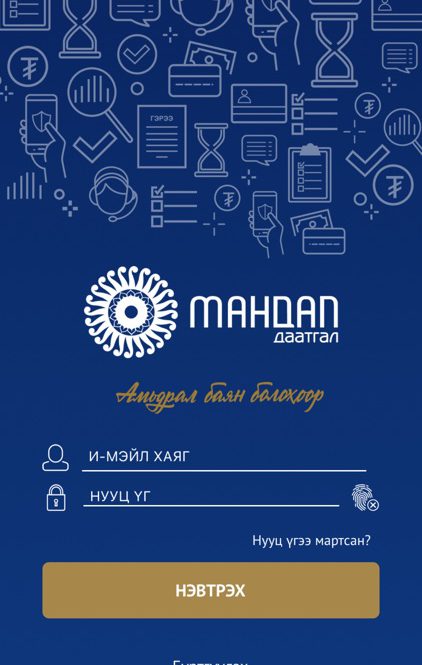 ГЭРЭЭ
МАНДАЛ
даатгал
Амьдрал баян болохоор
И-МЭЙЛ ХАЯГ
НУУЦ ҮГ
Нууц үгээ мартсан?
НЭВТРЭХ